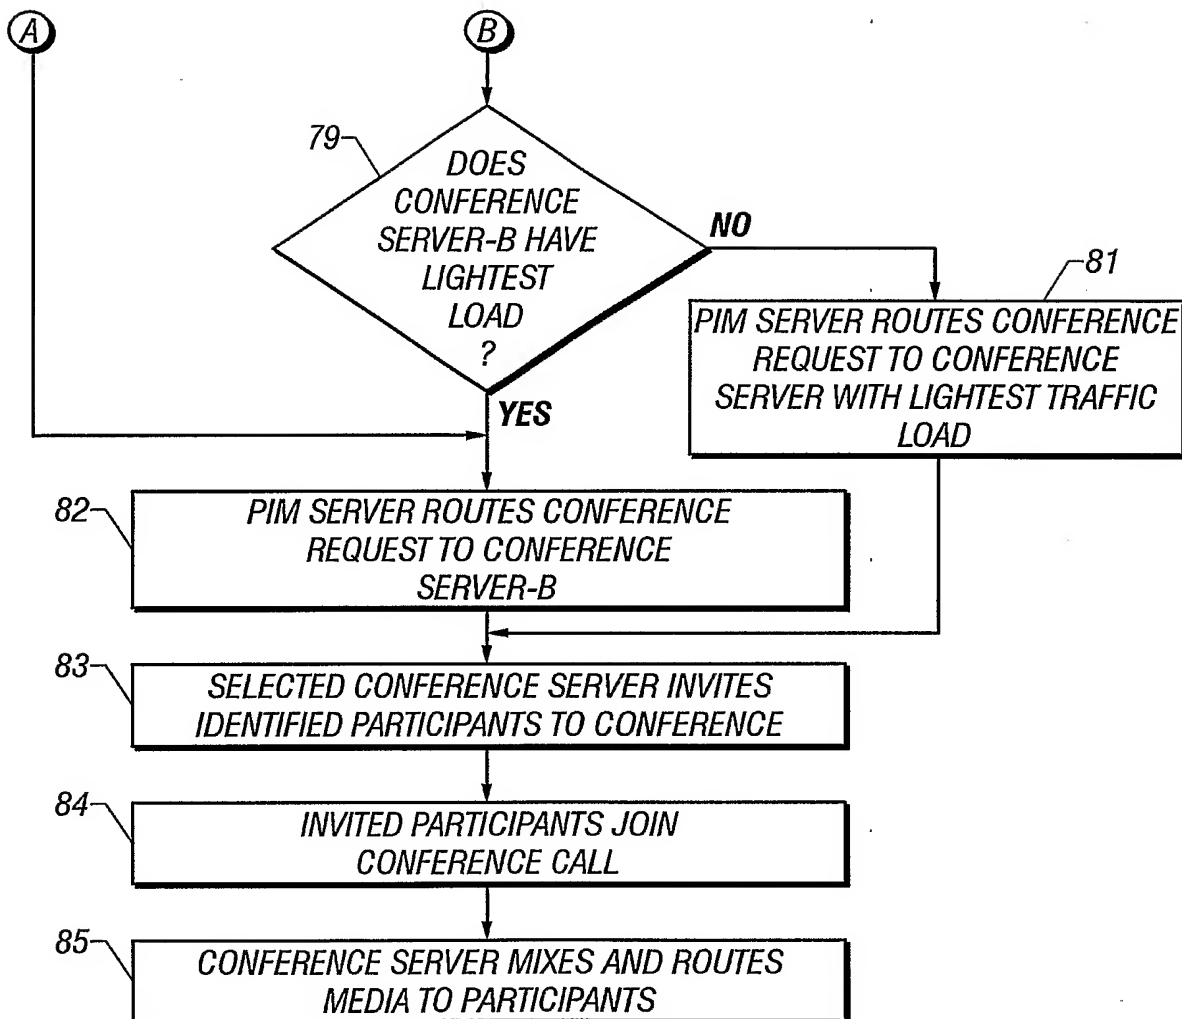 A
B
79
DOES
CONFERENCE
SERVER-B HAVE
LIGHTEST
LOAD
?
NO
YES
81
PIM SERVER ROUTES CONFERENCE
REQUEST TO CONFERENCE
SERVER WITH LIGHTEST TRAFFIC
LOAD
82
PIM SERVER ROUTES CONFERENCE
REQUEST TO CONFERENCE
SERVER-B
83
SELECTED CONFERENCE SERVER INVITES
IDENTIFIED PARTICIPANTS TO CONFERENCE
84
INVITED PARTICIPANTS JOIN
CONFERENCE CALL
85
CONFERENCE SERVER MIXES AND ROUTES
MEDIA TO PARTICIPANTS